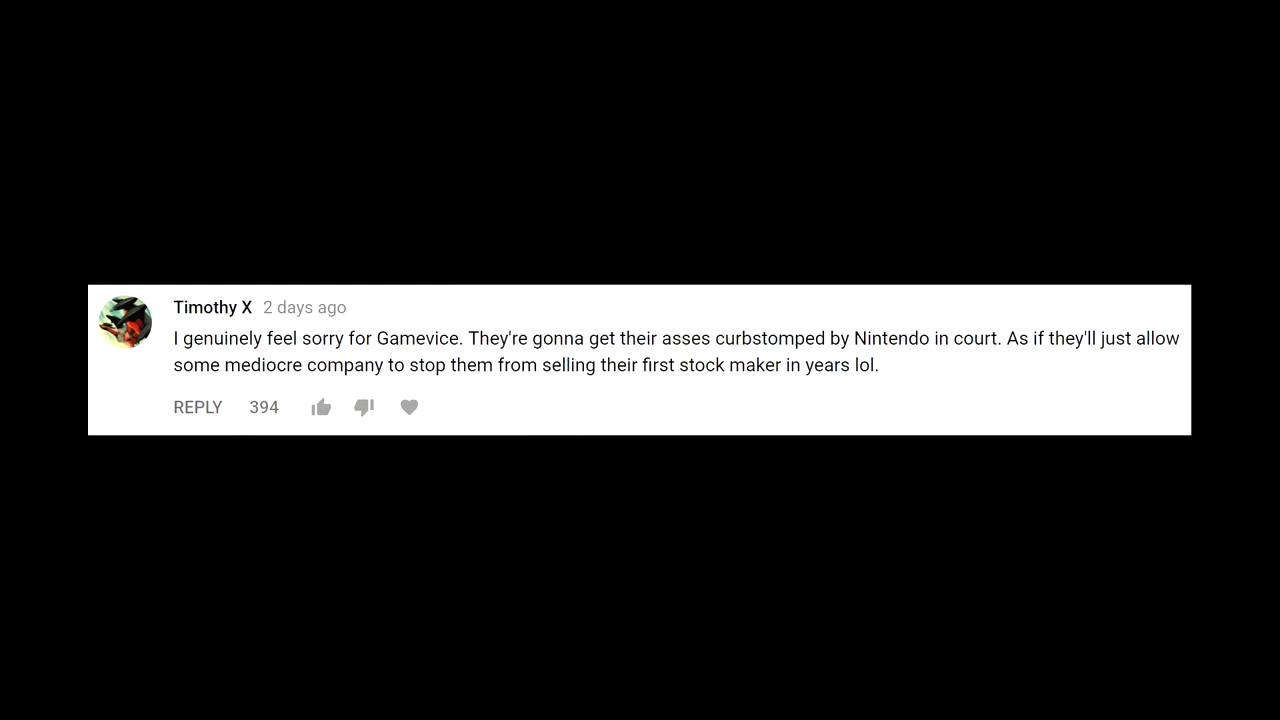 Timothy X 2 days ago
I genuinely feel sorry for Gamevice. They're gonna get their asses curbstomped by Nintendo in court. As if they'll just allow
some mediocre company to stop them from selling their first stock maker in years lol.
REPLY 394